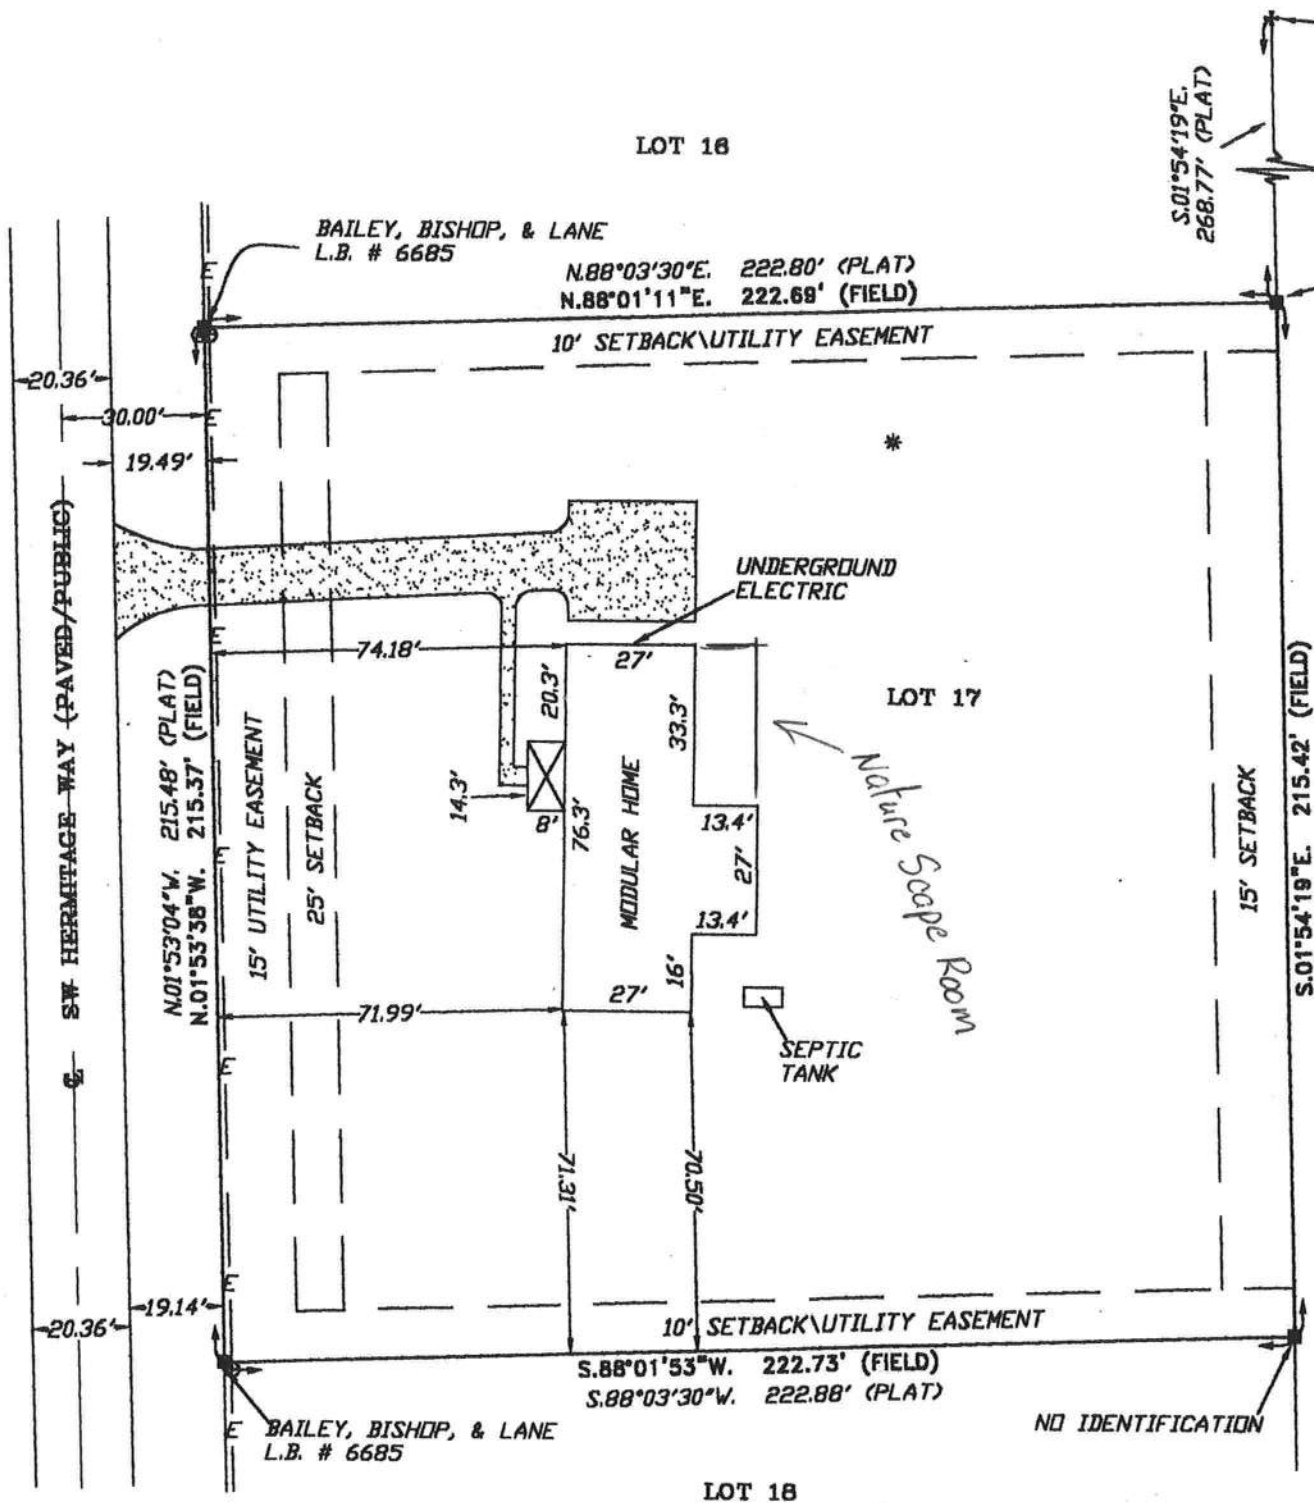 S.01°54'19"E.
268.77' (PLAT)
LOT 16
BAILEY, BISHOP, & LANE
L.B. # 6685
N.88°03'30"E. 222.80' (PLAT)
N.88°01'11"E. 222.69' (FIELD)
10' SETBACK\UTILITY EASEMENT
E
20.36'
30.00'
E
19.49'
UNDERGROUND
ELECTRIC
E
74.18'
27'
20.3'
33.3'
LOT 17
SW HERMITAGE WAY (PAVED/PUBLIC)
N.01°53'04"W. 215.48' (PLAT)
N.01°53'38"W. 215.37' (FIELD)
15' UTILITY EASEMENT
25' SETBACK
14.3'
8'
76.3'
MODULAR HOME
13.4'
27'
13.4'
16'
Nature Scape Room
15' SETBACK
S.01°54'19"E. 215.42' (FIELD)
E
71.99'
27'
SEPTIC
TANK
E
71.31'
70.50'
E
19.14'
20.36'
10' SETBACK\UTILITY EASEMENT
S.88°01'53"W. 222.73' (FIELD)
S.88°03'30"W. 222.88' (PLAT)
NO IDENTIFICATION
E
BAILEY, BISHOP, & LANE
L.B. # 6685
LOT 18